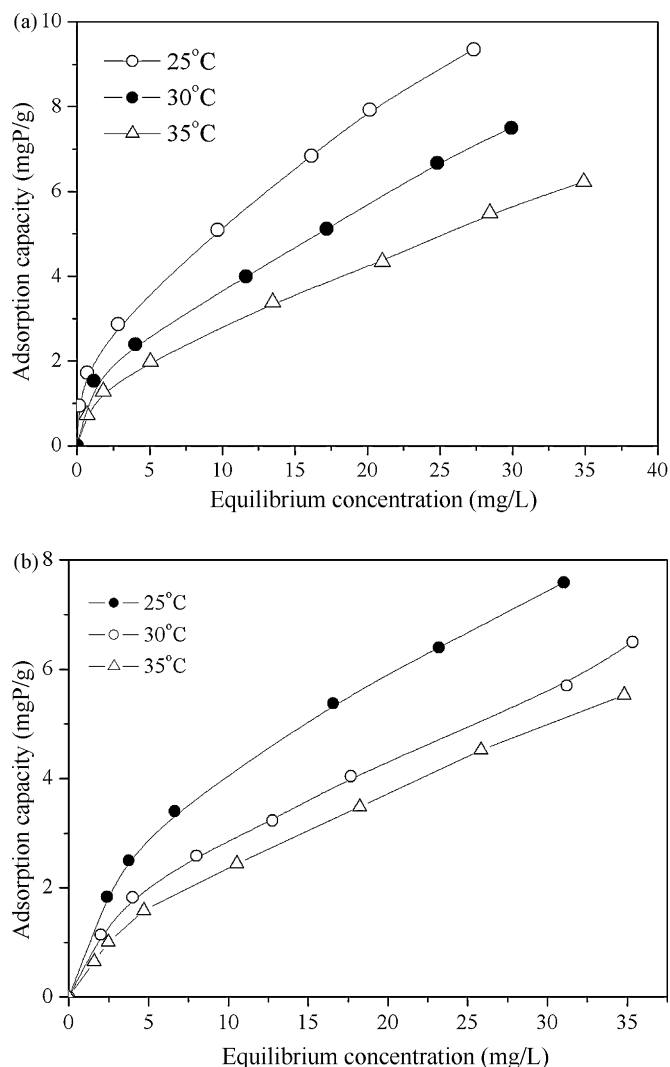 (a)
10
8
6
4
2
0
25°C
30°C
35°C
Adsorption capacity (mgP/g)
0 5 10 15 20 25 30 35 40
Equilibrium concentration (mg/L)
(b)
8
6
4
2
0
25°C
30°C
35°C
Adsorption capacity (mgP/g)
0 5 10 15 20 25 30 35
Equilibrium concentration (mg/L)